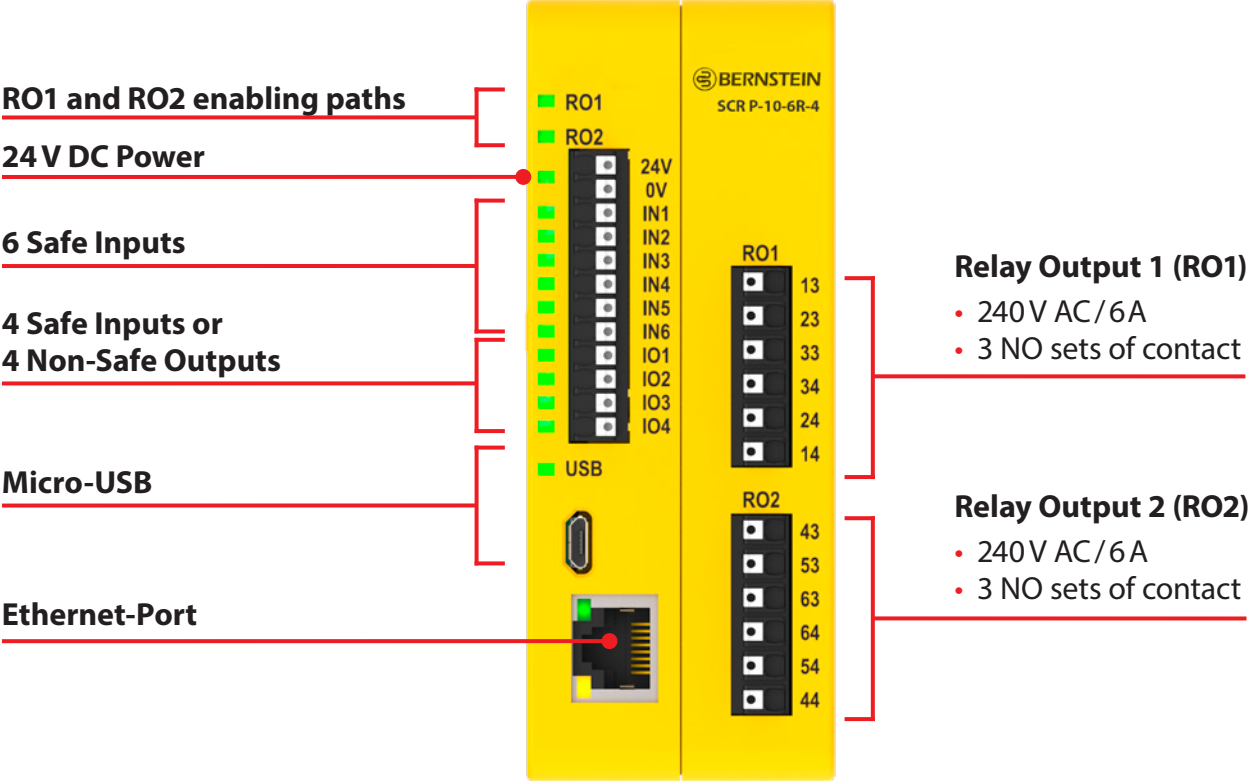 RO1 and RO2 enabling paths
24 V DC Power
6 Safe Inputs
4 Safe Inputs or
4 Non-Safe Outputs
Micro-USB
Ethernet-Port
RO1
RO2
24V
0V
IN1
IN2
IN3
IN4
IN5
IN6
IO1
IO2
IO3
IO4
USB
BERNSTEIN
SCR P-10-6R-4
RO1
13
23
33
34
24
14
RO2
43
53
63
64
54
44
Relay Output 1 (RO1)
• 240 V AC / 6 A
• 3 NO sets of contact
Relay Output 2 (RO2)
• 240 V AC / 6 A
• 3 NO sets of contact